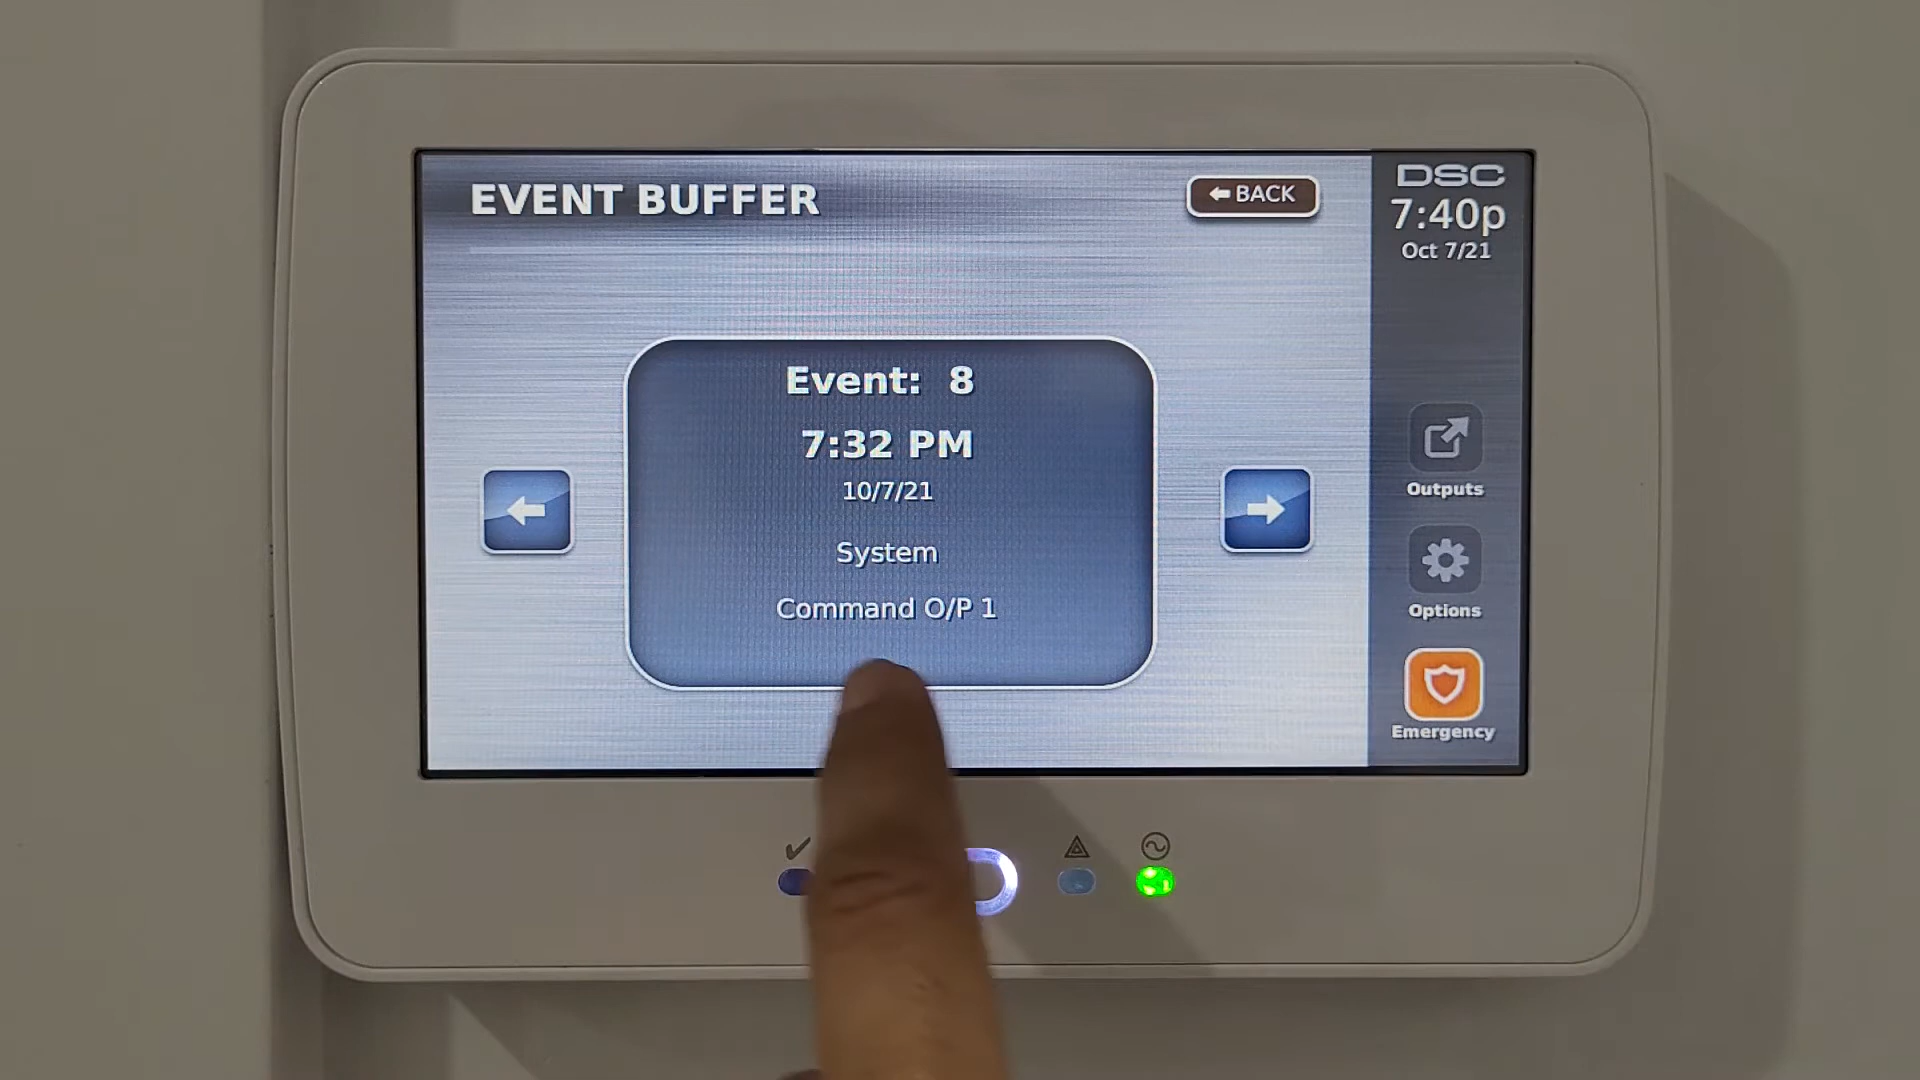 EVENT BUFFER
BACK
DSC
7:40p
Oct 7/21
Event: 8
7:32 PM
10/7/21
System
Command O/P 1
Outputs
Options
Emergency